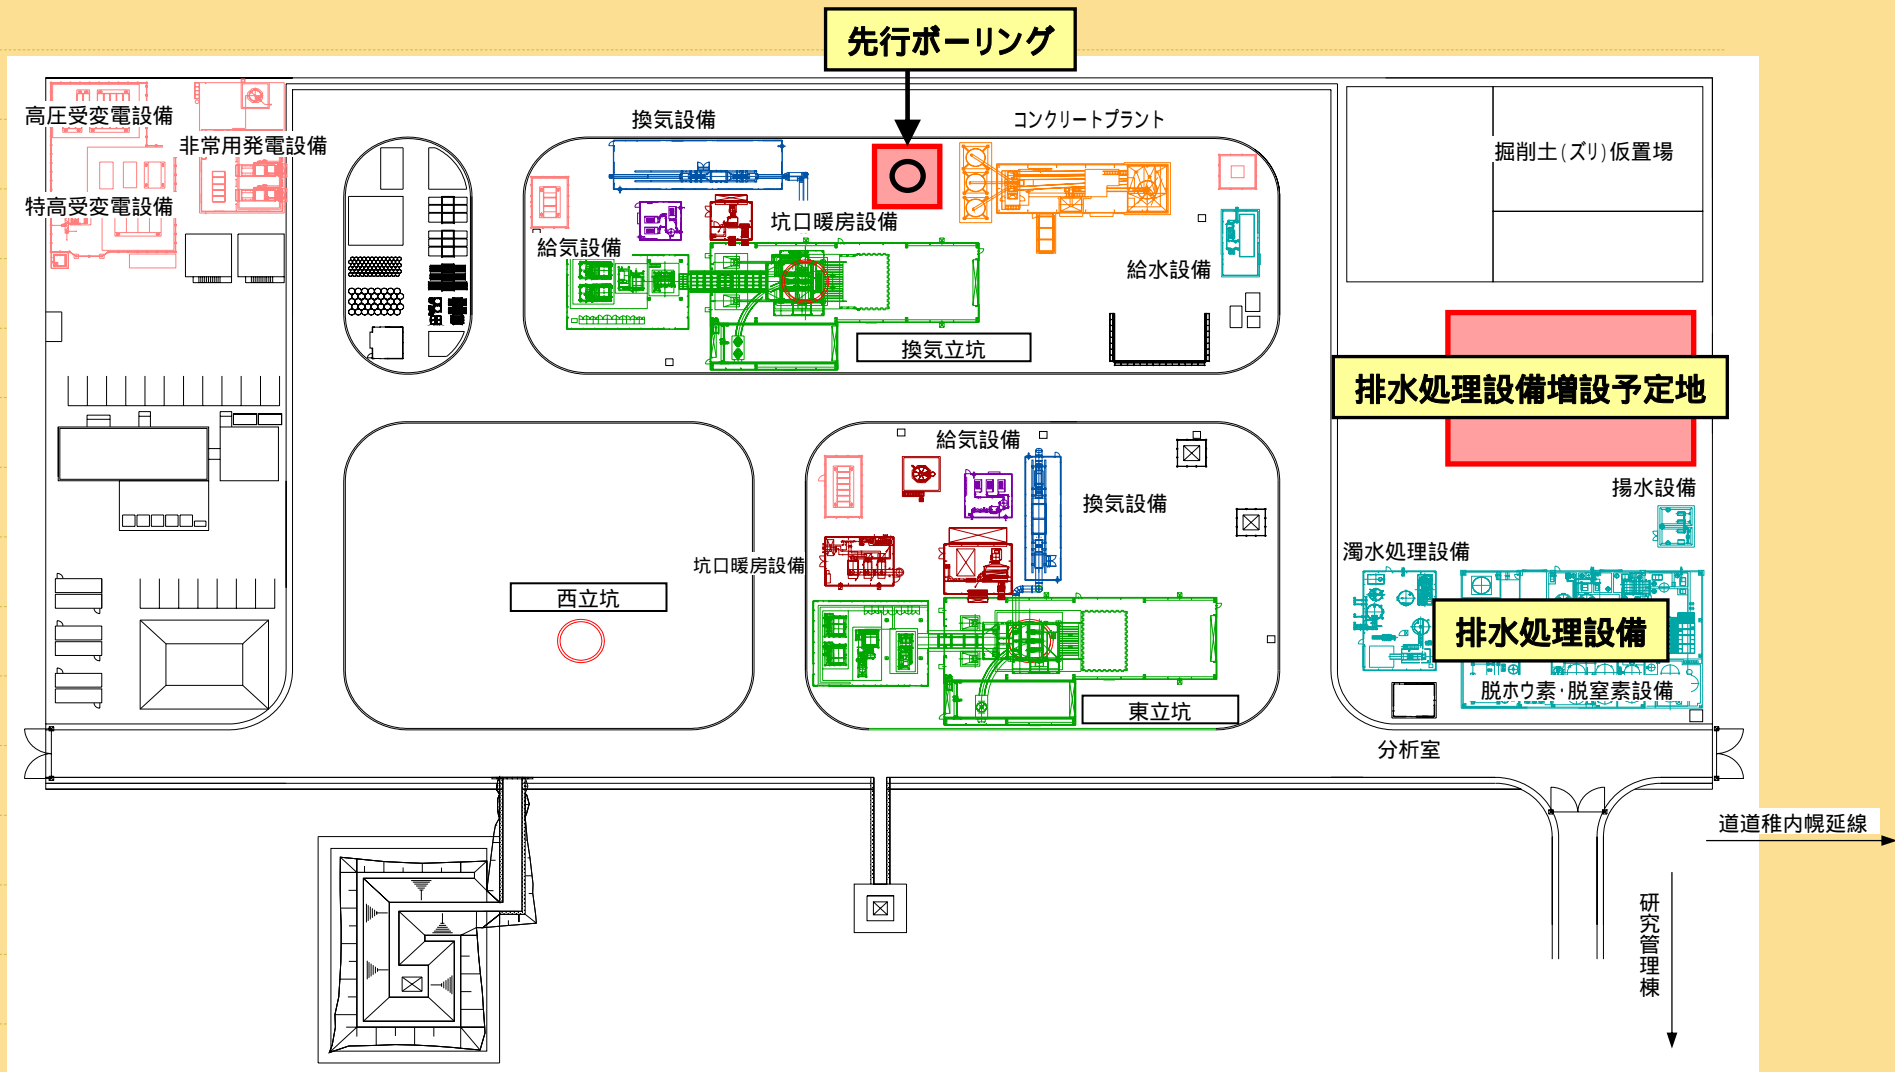 先行ボーリング
高圧受変電設備
非常用発電設備
特高受変電設備
換気設備
コンクリートプラント
掘削土(ズリ)仮置場
坑口暖房設備
給気設備
給水設備
換気立坑
排水処理設備増設予定地
給気設備
換気設備
揚水設備
坑口暖房設備
濁水処理設備
西立坑
排水処理設備
脱ホウ素・脱窒素設備
東立坑
分析室
道道稚内幌延線
研究管理棟